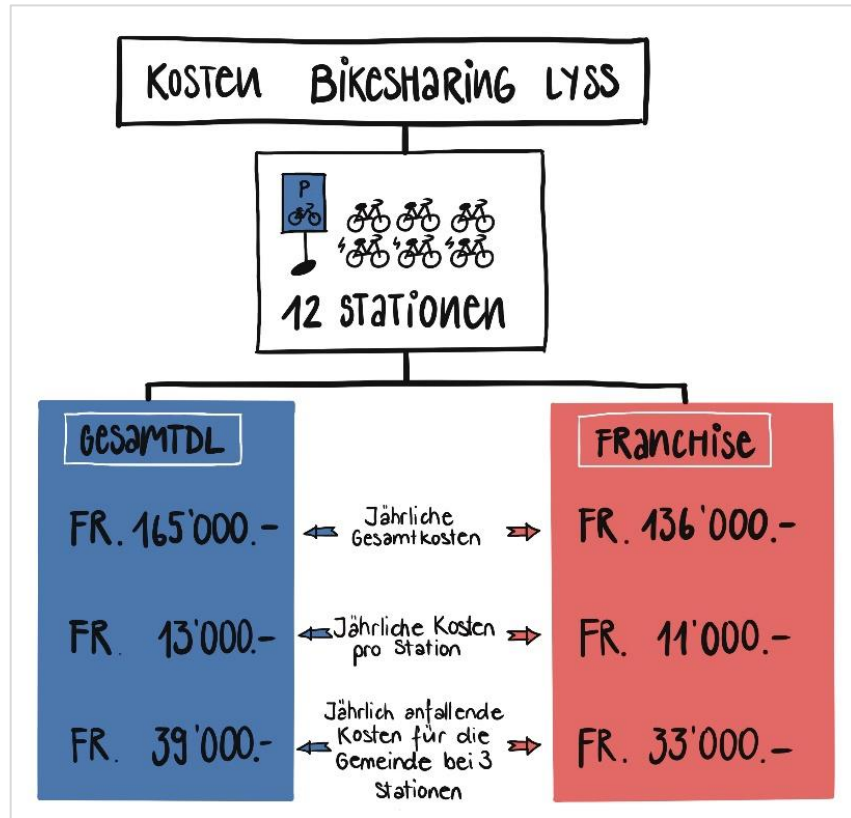 KOSTEN BIKESHARING LYSS
P
12 STATIONEN
GESAMTDL
FRANCHISE
FR. 165'000.-
Jährliche
Gesamtkosten
FR. 136'000.-
FR. 13'000.-
Jährliche Kosten
pro Station
FR. 11'000.-
FR. 39'000.-
Jährlich anfallende
Kosten für die
Gemeinde bei 3
Stationen
FR. 33'000.-